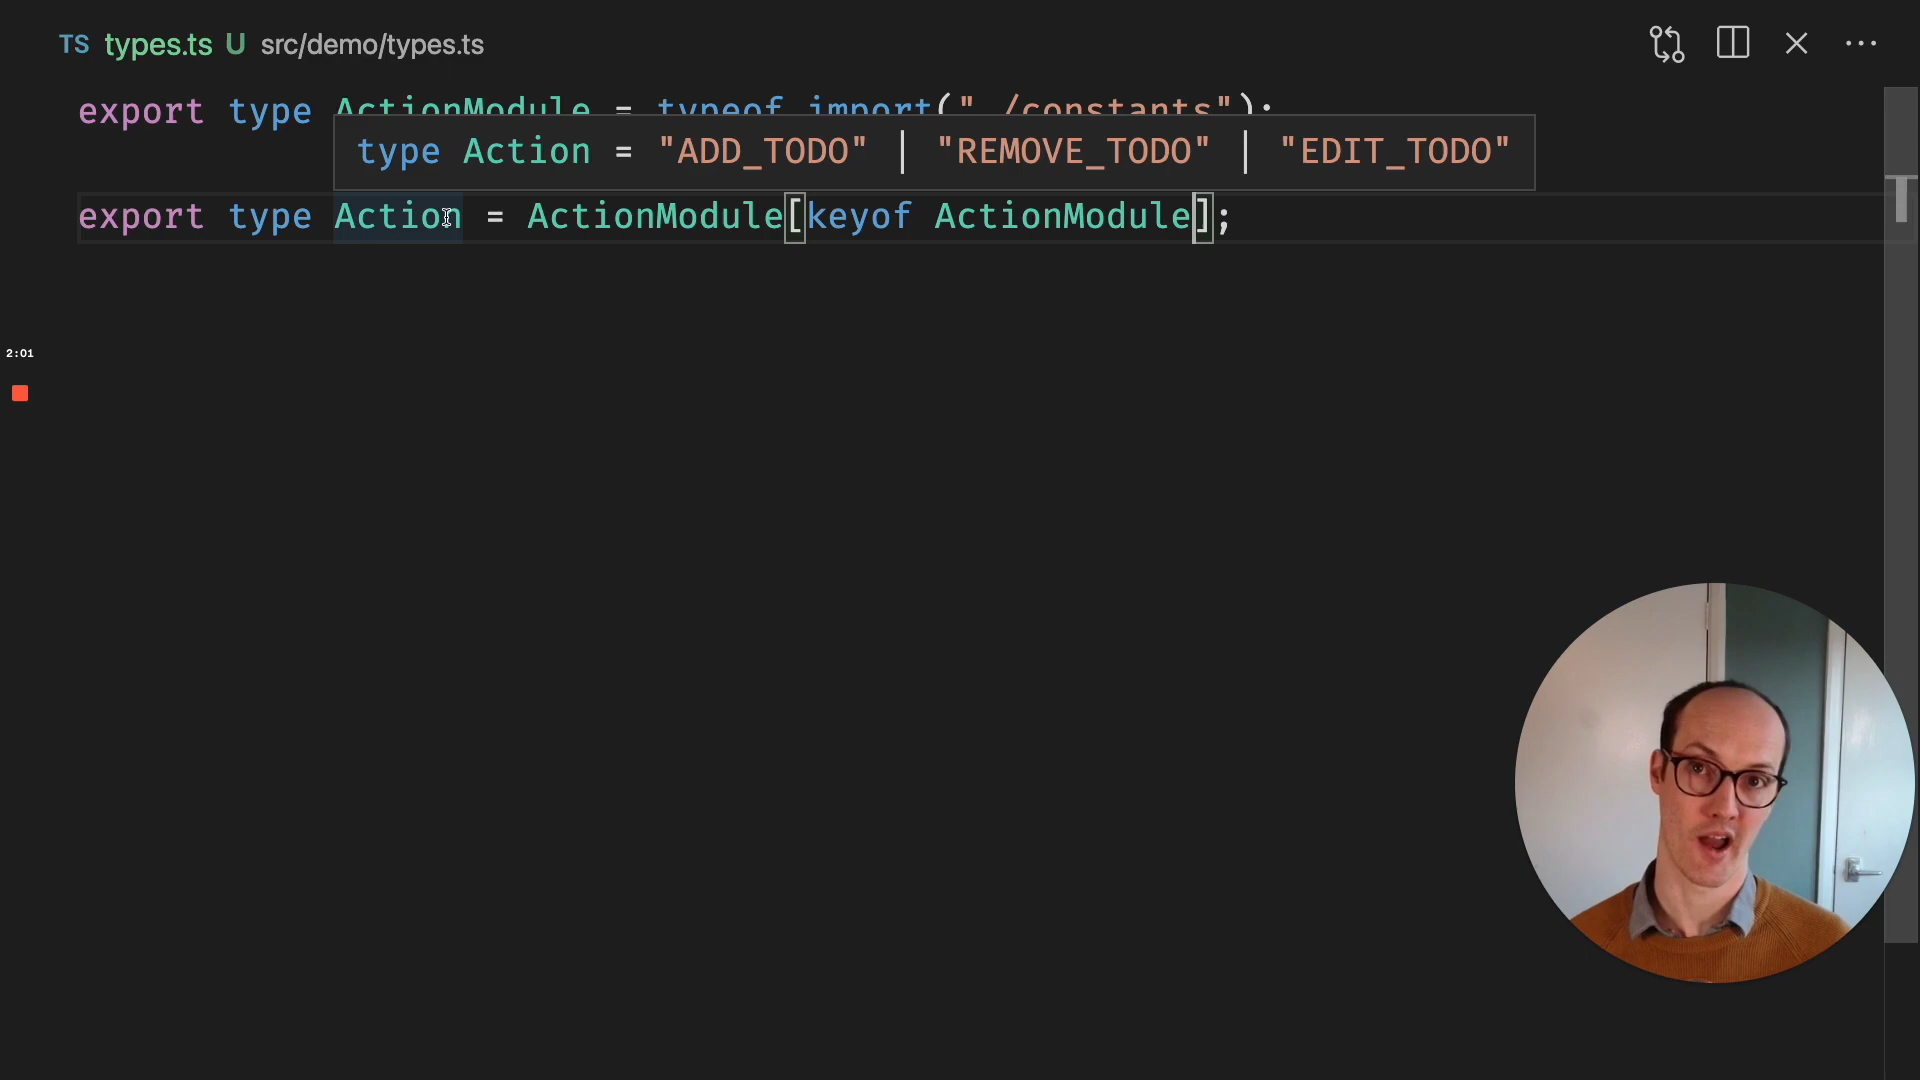 TS types.ts U src/demo/types.ts
export type ActionModule = typeof import("./constants");
type Action = "ADD_TODO" | "REMOVE_TODO" | "EDIT_TODO"
export type Action = ActionModule[keyof ActionModule];
2:01